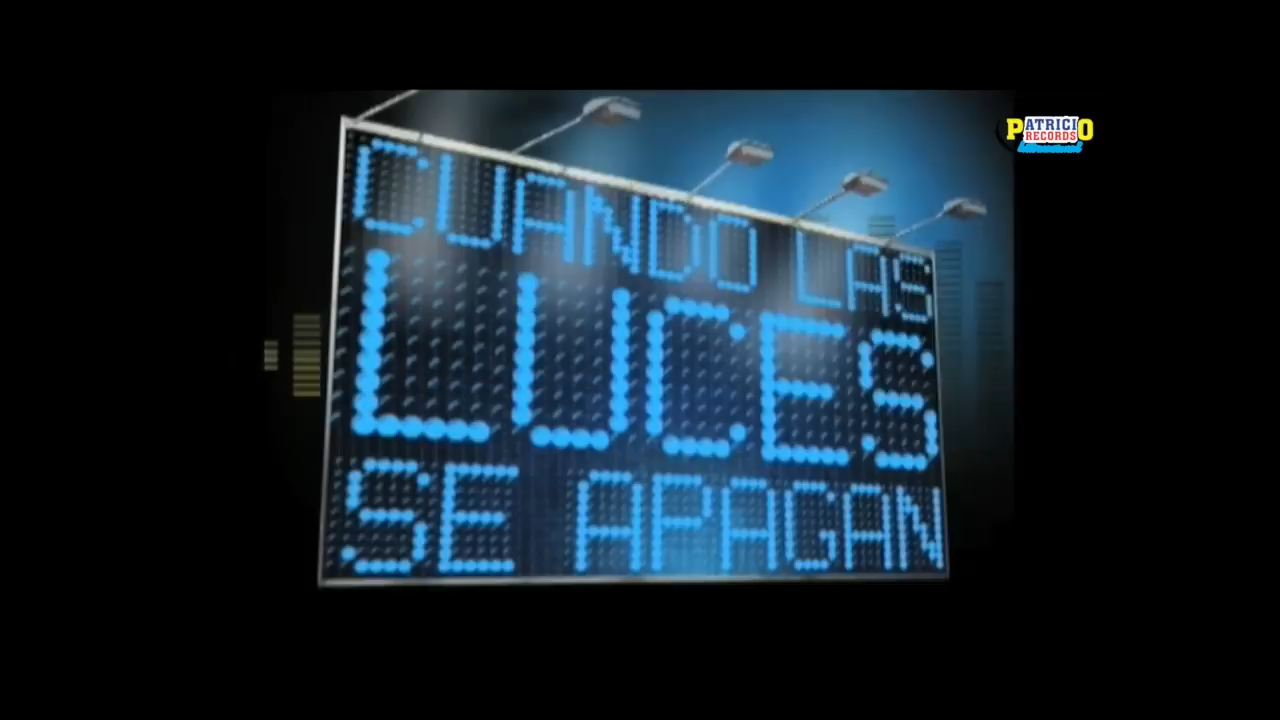 CUANDO LAS
LUCES
SE APAGAN
PATRICIO
RECORDS